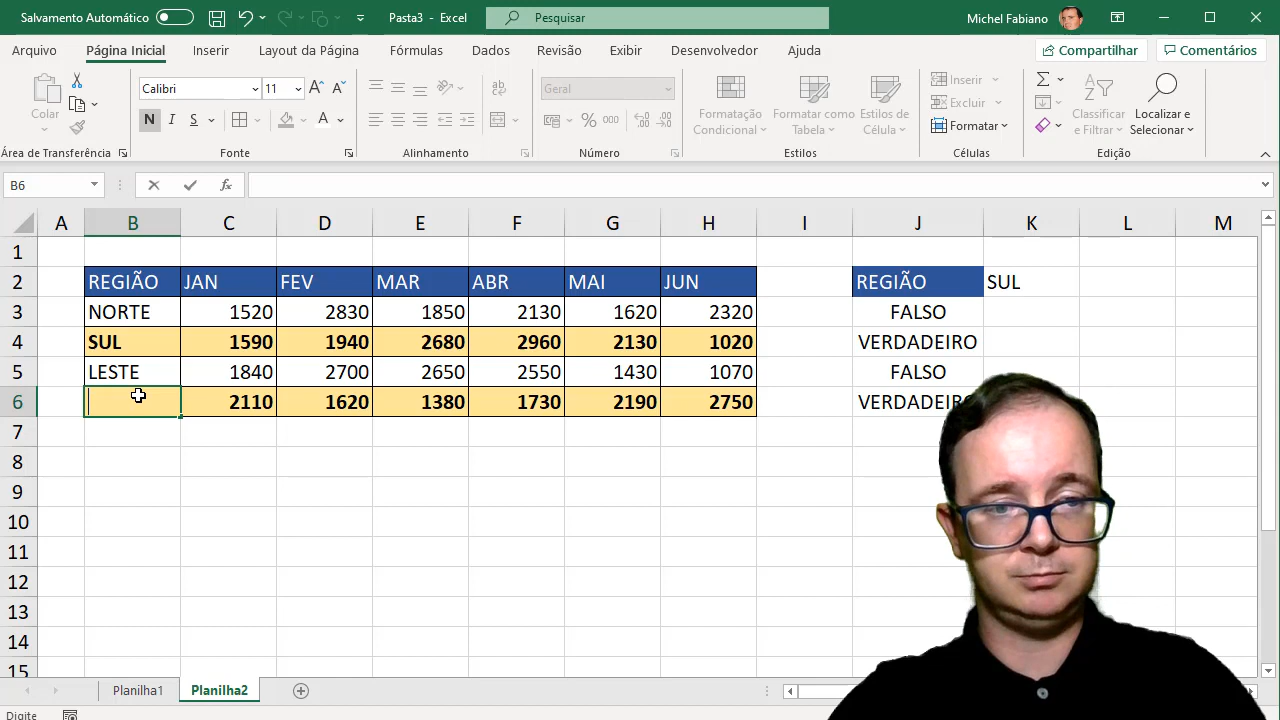 Salvamento Automático
Pasta3 - Excel
Pesquisar
Michel Fabiano
Arquivo Página Inicial Inserir Layout da Página Fórmulas Dados Revisão Exibir Desenvolvedor Ajuda
Compartilhar Comentários
Colar
Calibri 11
N I S A
ab
Geral
% 000
Formatação Condicional
Formatar como Tabela
Estilos de Célula
Inserir
Excluir
Formatar
Classificar e Filtrar
Localizar e Selecionar
Área de Transferência Fonte Alinhamento Número Estilos Células Edição
B6 fx
A B C D E F G H I J K L M
1
2 REGIÃO JAN FEV MAR ABR MAI JUN REGIÃO SUL
3 NORTE 1520 2830 1850 2130 1620 2320 FALSO
4 SUL 1590 1940 2680 2960 2130 1020 VERDADEIRO
5 LESTE 1840 2700 2650 2550 1430 1070 FALSO
6 2110 1620 1380 1730 2190 2750 VERDADEIRO
7
8
9
10
11
12
13
14
15
Planilha1 Planilha2
Digite